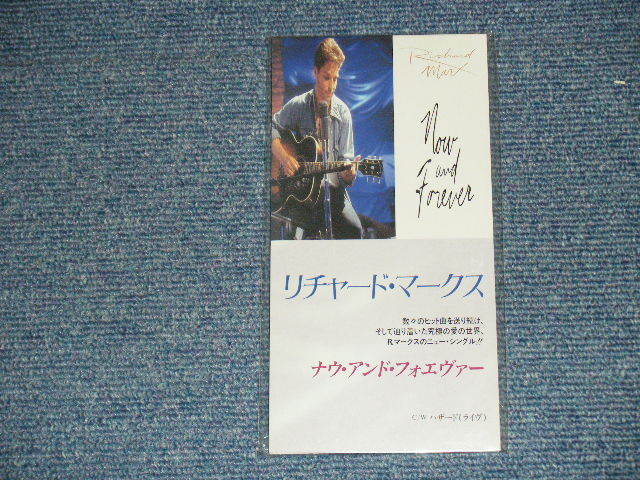 Richard
Marx
Now
and
Forever
リチャード・マークス
数々のヒット曲を送り続け、
そして辿り着いた究極の愛の世界、
R.マークスのニュー・シングル!!
ナウ・アンド・フォエヴァー
C/W ハザード(ライヴ)